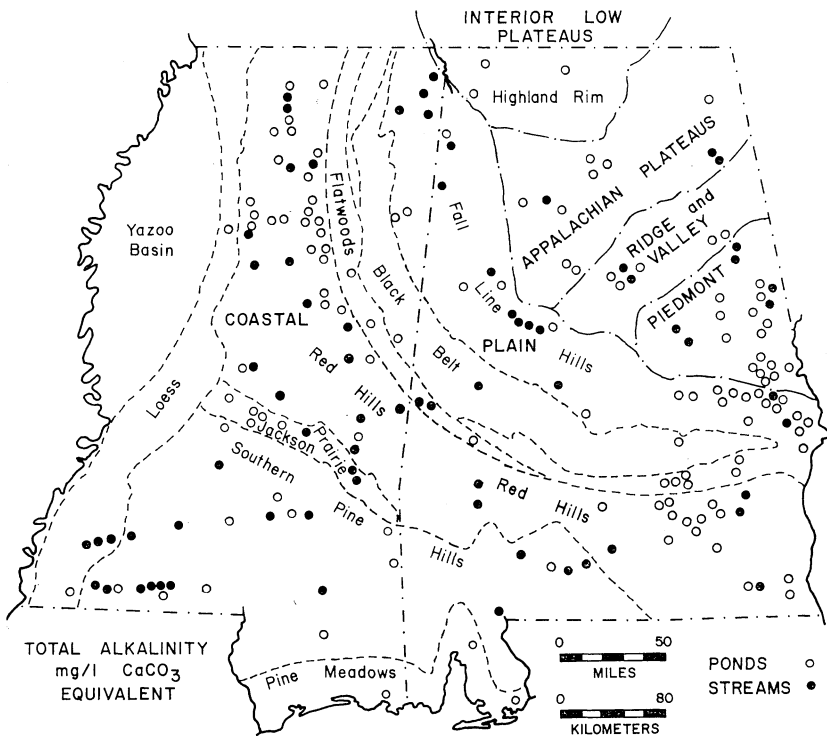 INTERIOR LOW
PLATEAUS
Highland Rim
APPALACHIAN PLATEAUS
RIDGE and
VALLEY
PIEDMONT
Yazoo
Basin
Flatwoods
Fall
Line
Hills
Black
Belt
COASTAL
PLAIN
Red
Hills
Loess
Jackson
Prairie
Southern
Pine
Hills
Red
Hills
Pine Meadows
TOTAL ALKALINITY
mg/l CaCO3
EQUIVALENT
0 50
MILES
0 80
KILOMETERS
PONDS
STREAMS